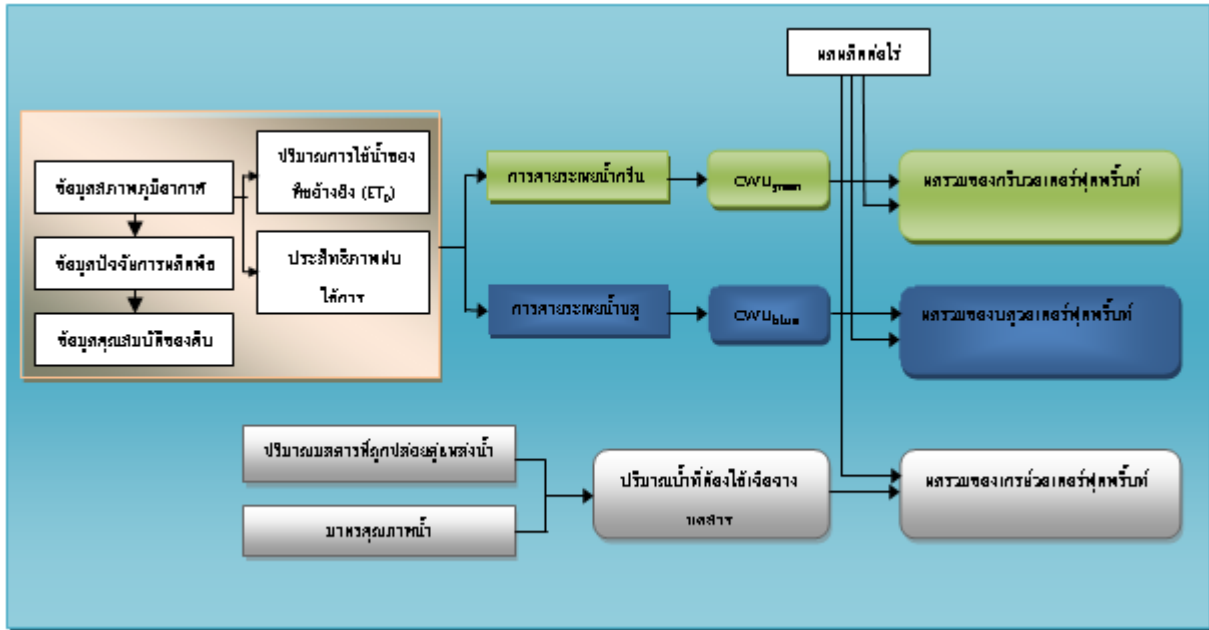 ผลผลิตต่อไร่
ข้อมูลสภาพภูมิอากาศ
ข้อมูลปัจจัยการผลิตพืช
ข้อมูลคุณสมบัติของดิน
ปริมาณการใช้น้ำของ
พืชอ้างอิง (ET₀)
ประสิทธิภาพฝน
ใช้การ
การคายระเหยน้ำกรีน
CWU green
ผลรวมของกรีนวอเตอร์ฟุตพริ้นท์
การคายระเหยน้ำบลู
CWU blue
ผลรวมของบลูวอเตอร์ฟุตพริ้นท์
ปริมาณมลสารที่ถูกปล่อยสู่แหล่งน้ำ
มาตรคุณภาพน้ำ
ปริมาณน้ำที่ต้องใช้เจือจาง
มลสาร
ผลรวมของเกรย์วอเตอร์ฟุตพริ้นท์